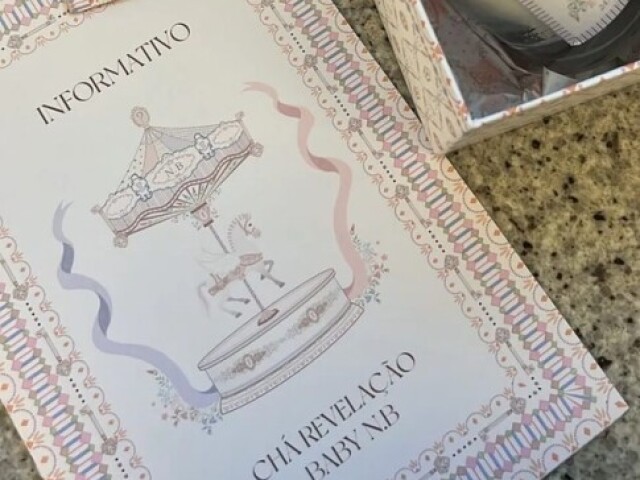 INFORMATIVO
N.B
CHÁ REVELAÇÃO
BABY N.B